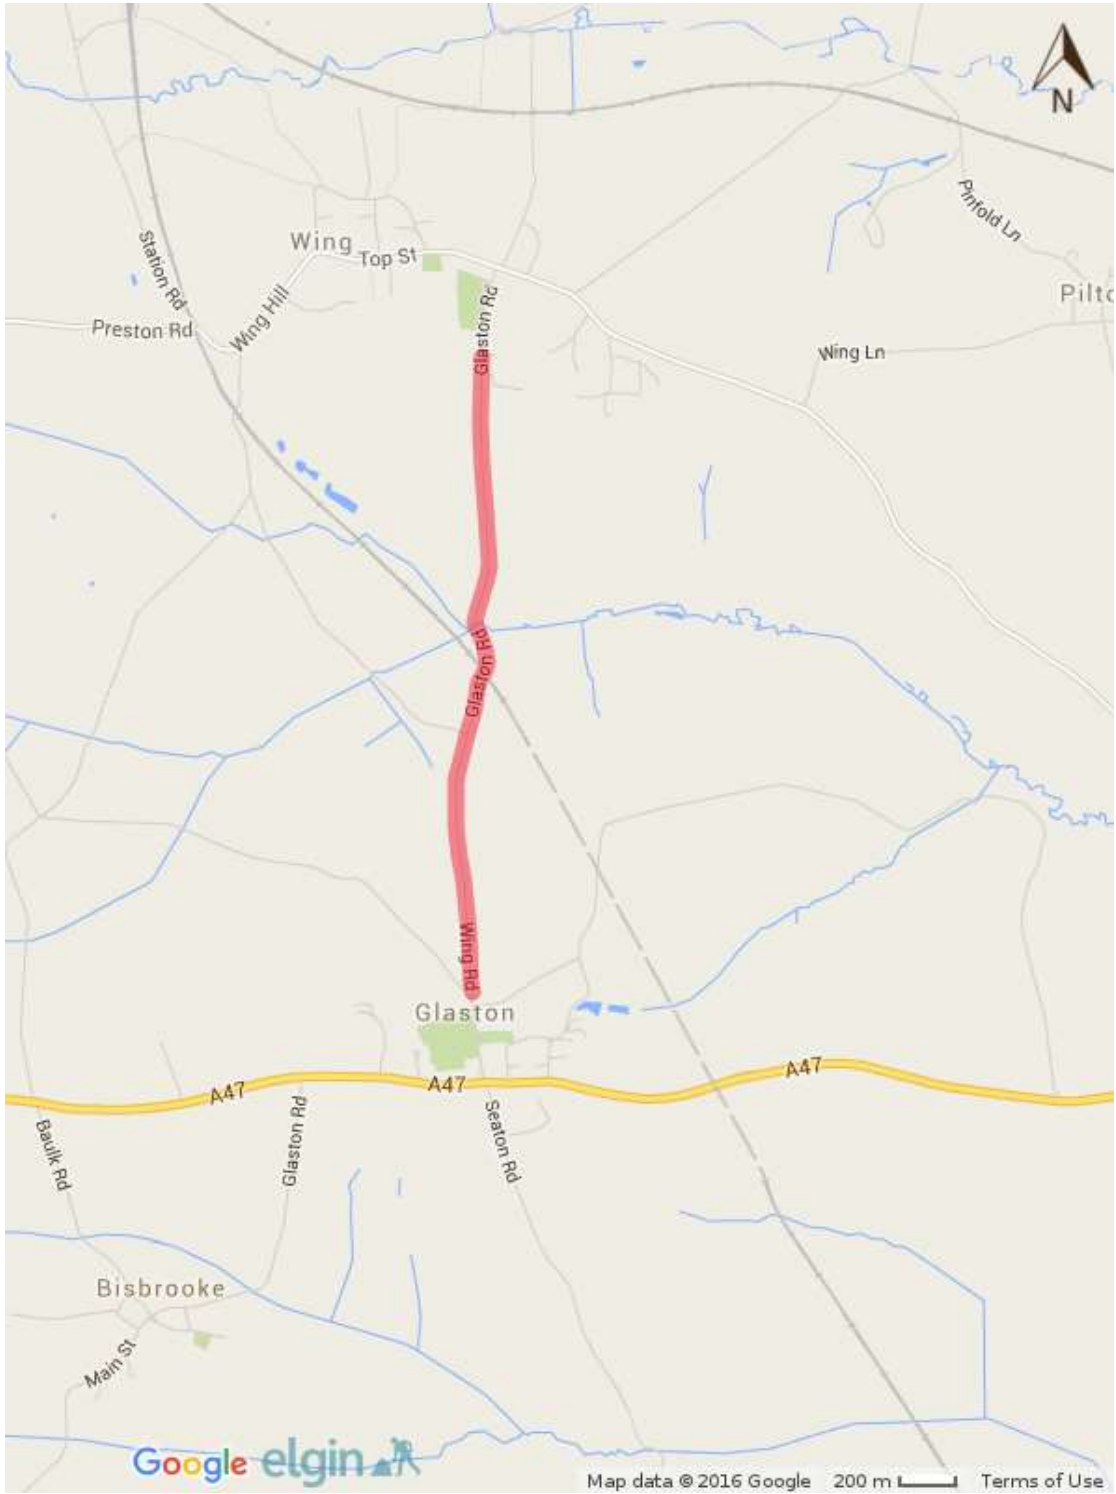 N
Pinfold Ln
Station Rd
Wing
Top St
Glaston Rd
Piltc
Wing Hill
Preston Rd
Wing Ln
Glaston Rd
Wing Rd
Glaston
A47
A47
A47
Glaston Rd
Seaton Rd
Baulk Rd
Bisbrooke
Main St
Google elgin
Map data © 2016 Google 200 m Terms of Use